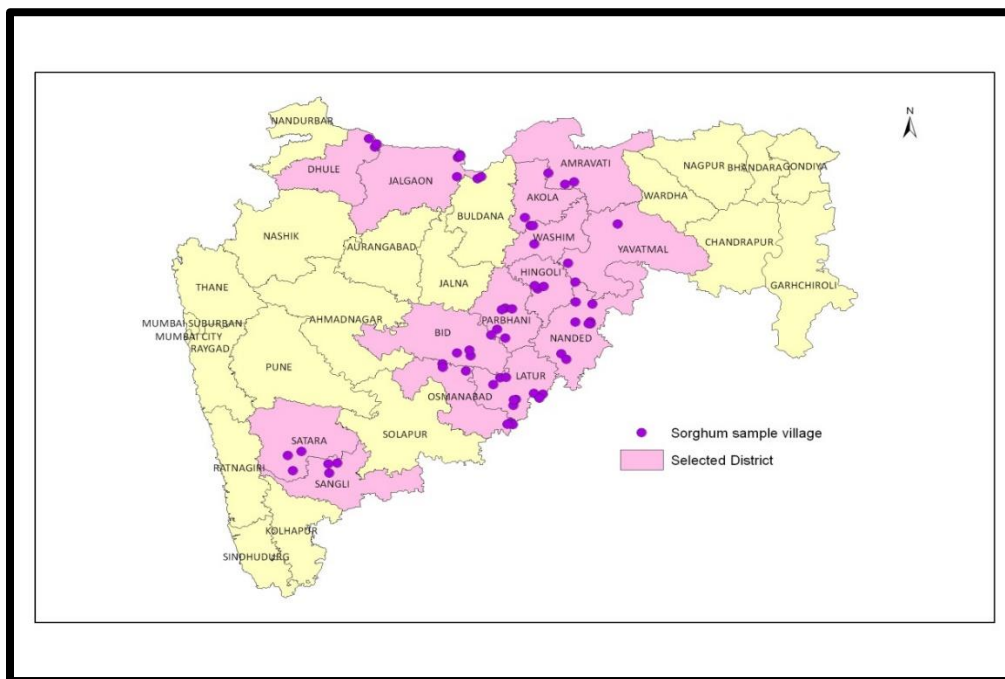 N
NANDURBAR
DHULE
JALGAON
AMRAVATI
NAGPUR
BHANDARA
GONDIYA
AKOLA
WARDHA
BULDANA
WASHIM
NASHIK
AURANGABAD
YAVATMAL
CHANDRAPUR
HINGOLI
JALNA
GARHCHIROLI
THANE
AHMADNAGAR
PARBHANI
MUMBAI SUBURBAN
MUMBAI CITY
BID
NANDED
RAYGAD
PUNE
LATUR
OSMANABAD
SOLAPUR
Sorghum sample village
SATARA
Selected District
RATNAGIRI
SANGLI
KOLHAPUR
SINDHUDURG